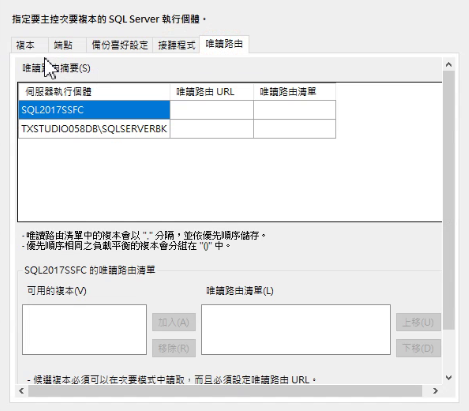 指定要主控次要複本的 SQL Server 執行個體。
複本 端點 備份喜好設定 接聽程式 唯讀路由
唯讀路由摘要(S)
伺服器執行個體 唯讀路由 URL 唯讀路由清單
SQL2017SSFC
TXSTUDIO058DB\SQLSERVERBK
- 唯讀路由清單中的複本會以 "," 分隔，並依優先順序儲存。
- 優先順序相同之負載平衡的複本會分組在 "()" 中。
SQL2017SSFC 的唯讀路由清單
可用的複本(V) 唯讀路由清單(L)
加入(A) 上移(U)
移除(R) 下移(D)
- 候選複本必須可以在次要模式中讀取，而且必須設定唯讀路由 URL。